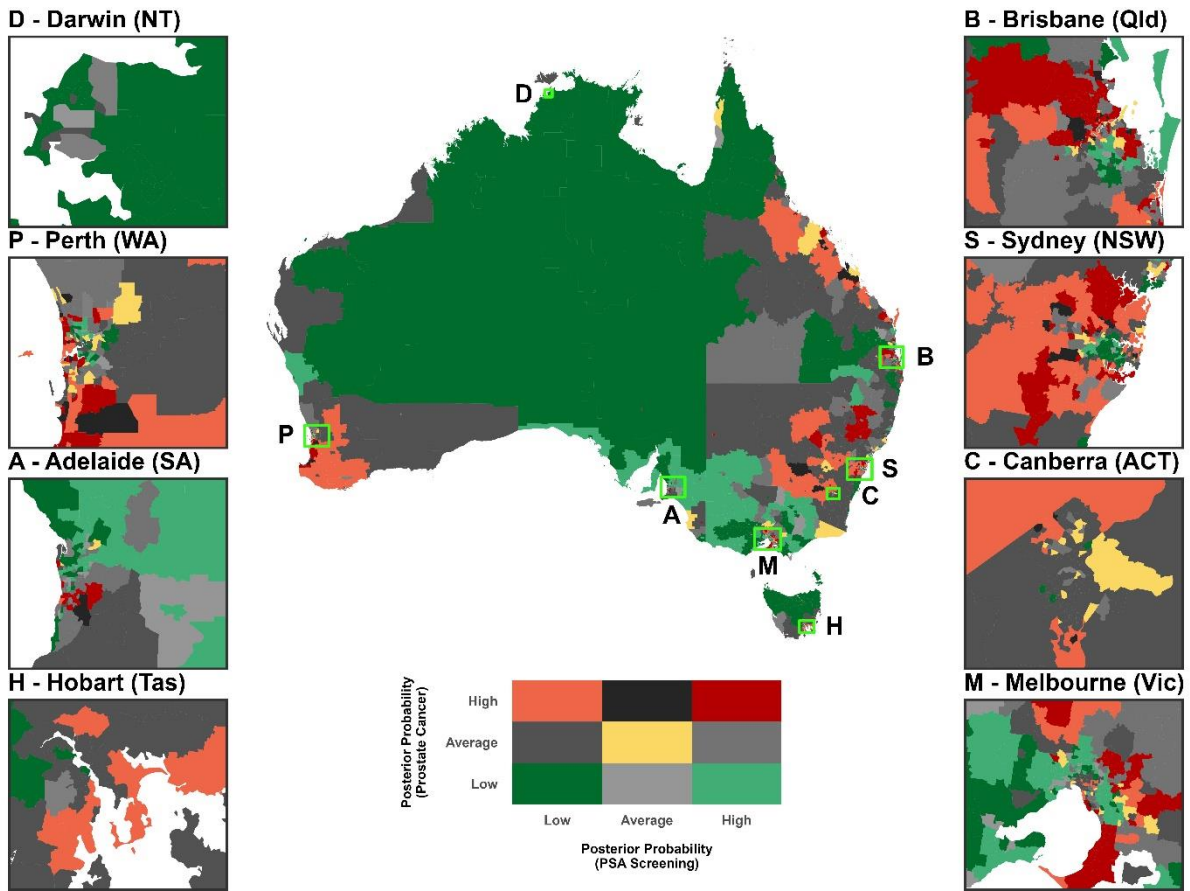 D - Darwin (NT)
P - Perth (WA)
A - Adelaide (SA)
H - Hobart (Tas)
D
P
A
M
H
B
S
C
Posterior Probability
(Prostate Cancer)
High
Average
Low
Low Average High
Posterior Probability
(PSA Screening)
B - Brisbane (Qld)
S - Sydney (NSW)
C - Canberra (ACT)
M - Melbourne (Vic)